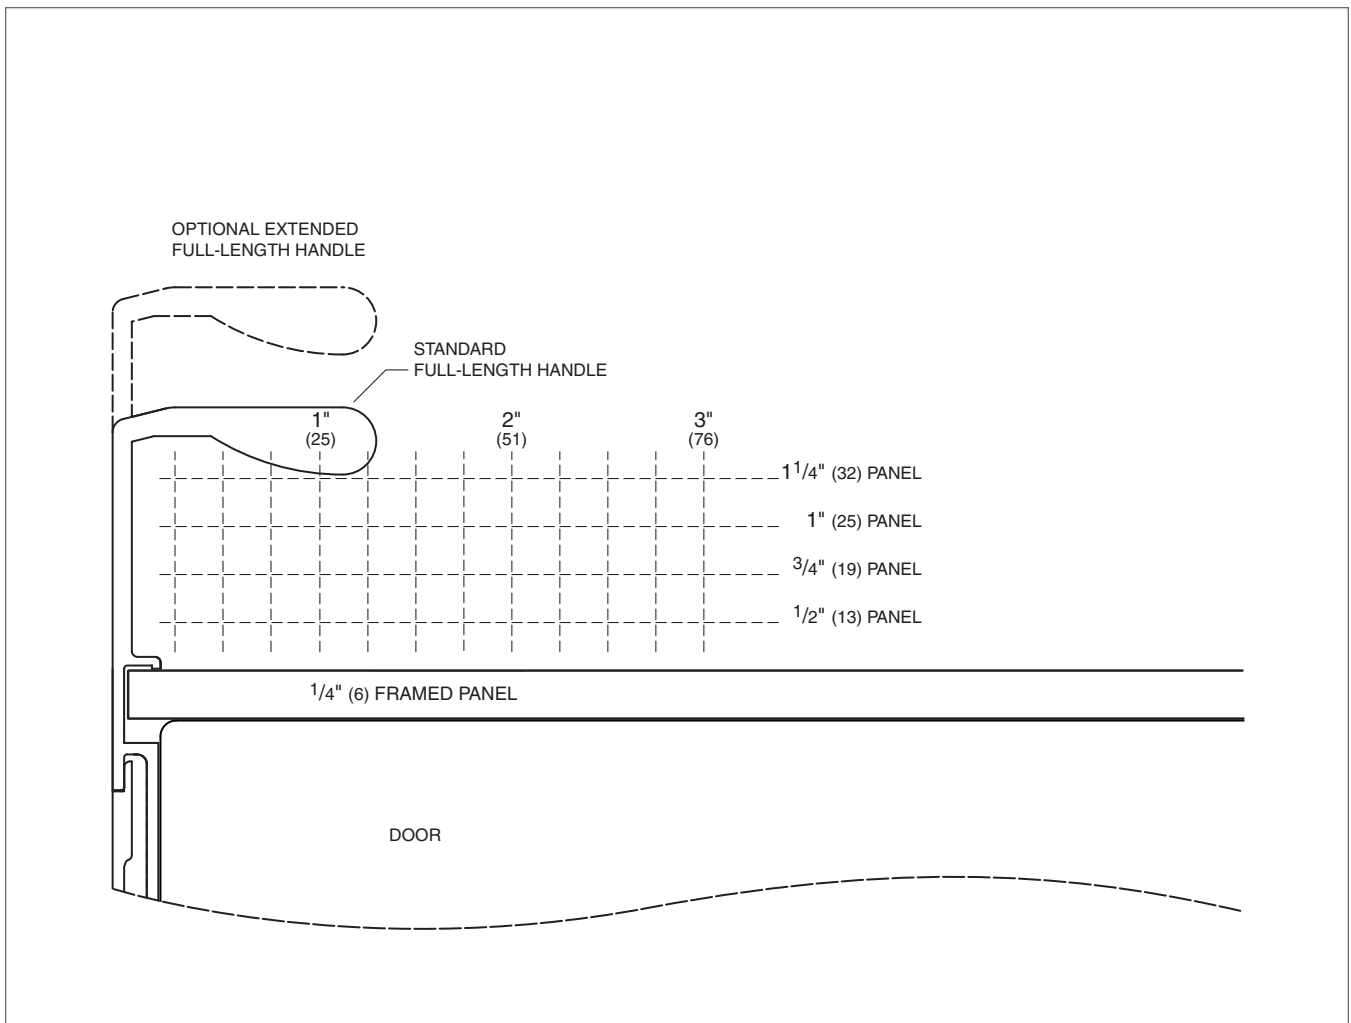 OPTIONAL EXTENDED
FULL-LENGTH HANDLE
STANDARD
FULL-LENGTH HANDLE
1" 2" 3"
(25) (51) (76)
1 1/4" (32) PANEL
1" (25) PANEL
3/4" (19) PANEL
1/2" (13) PANEL
1/4" (6) FRAMED PANEL
DOOR